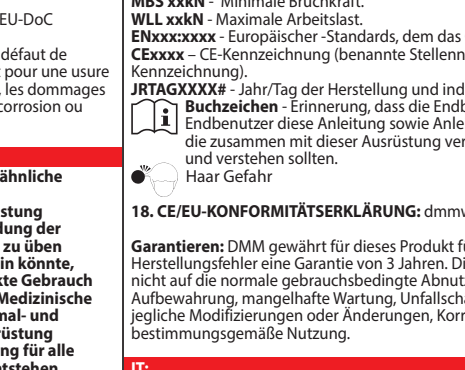 EU-DoC
défaut de
pour une usure
les dommages
corrosion ou
ähnliche
stung
dung der
zu üben
in könnte,
kte Gebrauch
Medizinische
mal- und
rüstung
ng für alle
ntstehen
MBS xxkN - Minimale Bruchkraft.
WLL xxkN - Maximale Arbeitslast.
ENxxx:xxxx - Europäischer -Standards, dem das
CExxxx – CE-Kennzeichnung (benannte Stellenn
Kennzeichnung).
JRTAGXXXX# - Jahr/Tag der Herstellung und ind
Buchzeichen - Erinnerung, dass die Endb
Endbenutzer diese Anleitung sowie Anle
die zusammen mit dieser Ausrüstung ver
und verstehen sollten.
Haar Gefahr
18. CE/EU-KONFORMITÄTSERKLÄRUNG: dmmw
Garantieren: DMM gewährt für dieses Produkt fü
Herstellungsfehler eine Garantie von 3 Jahren. Di
nicht auf die normale gebrauchsbedingte Abnut
Aufbewahrung, mangelhafte Wartung, Unfallscha
jegliche Modifizierungen oder Änderungen, Korr
bestimmungsgemäße Nutzung.
IT: